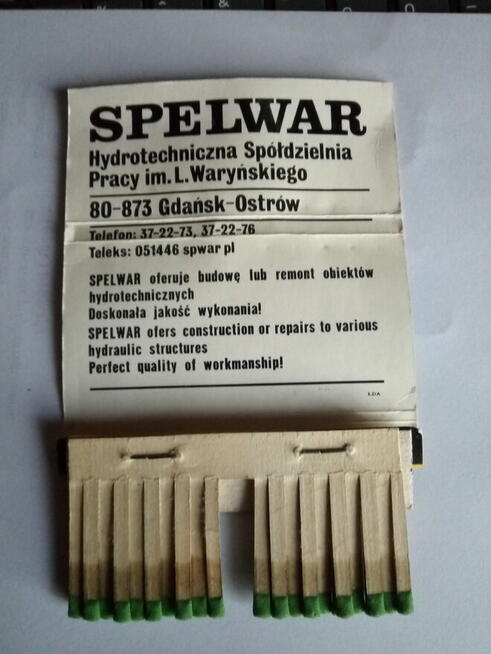 SPELWAR
Hydrotechniczna Spółdzielnia
Pracy im. L. Waryńskiego
80-873 Gdańsk-Ostrów
Telefon: 37-22-73, 37-22-76
Teleks: 051446 spwar pl
SPELWAR oferuje budowę lub remont obiektów
hydrotechnicznych
Doskonała jakość wykonania!
SPELWAR ofers construction or repairs to various
hydraulic structures
Perfect quality of workmanship!